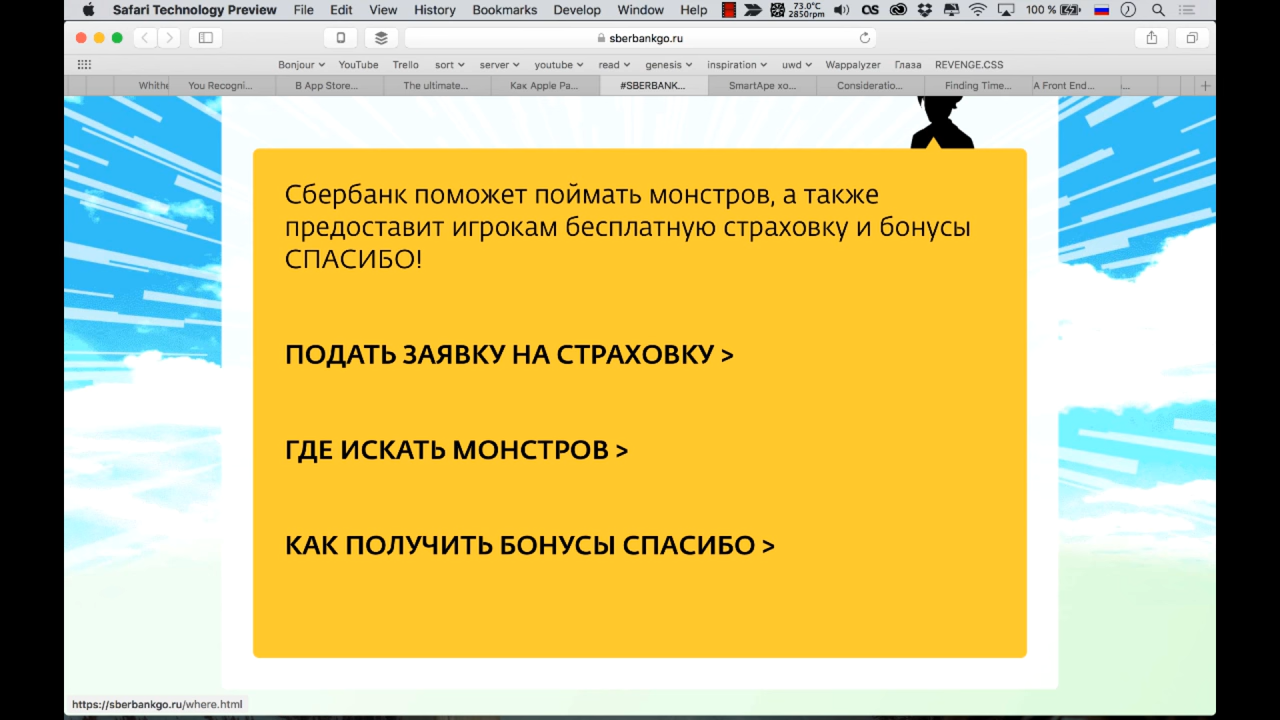 Safari Technology Preview File Edit View History Bookmarks Develop Window Help 73.0°C 2850rpm 100 %
sberbankgo.ru
Bonjour YouTube Trello sort server youtube read genesis inspiration uwd Wappalyzer Глаза REVENGE.CSS
Whithe You Recogni... В App Store... The ultimate... Как Apple Pa... #SBERBANK... SmartApe хо... Consideratio... Finding Time... A Front End... ...
Сбербанк поможет поймать монстров, а также
предоставит игрокам бесплатную страховку и бонусы
СПАСИБО!
ПОДАТЬ ЗАЯВКУ НА СТРАХОВКУ >
ГДЕ ИСКАТЬ МОНСТРОВ >
КАК ПОЛУЧИТЬ БОНУСЫ СПАСИБО >
https://sberbankgo.ru/where.html